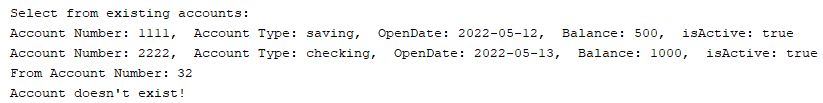 Select from existing accounts:
Account Number: 1111,  Account Type: saving,  OpenDate: 2022-05-12,  Balance: 500,  isActive: true
Account Number: 2222,  Account Type: checking,  OpenDate: 2022-05-13,  Balance: 1000,  isActive: true
From Account Number: 32
Account doesn't exist!